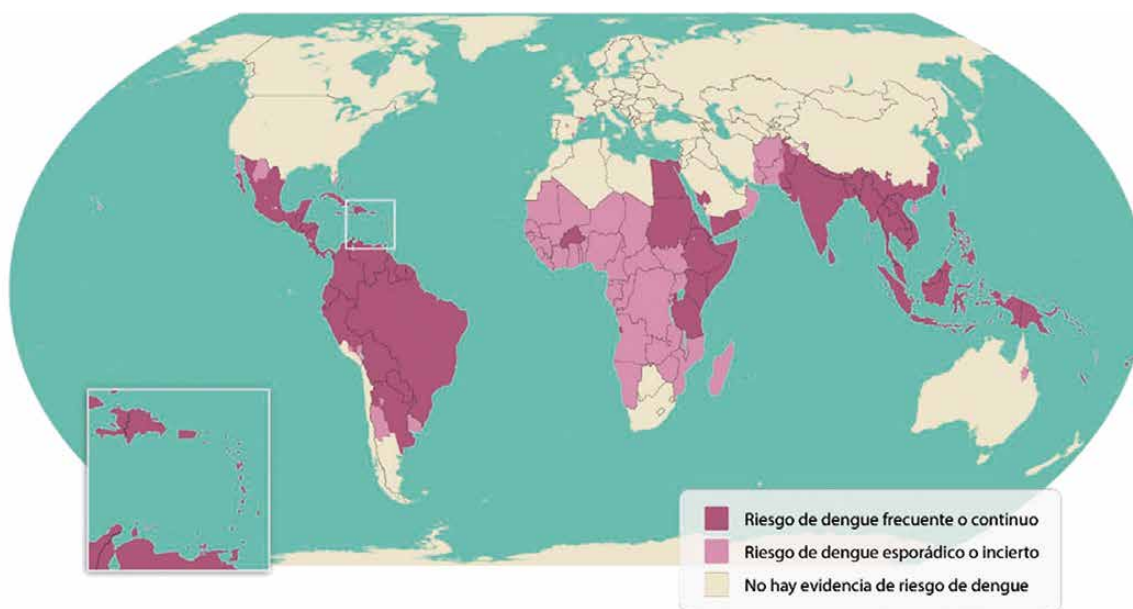 Riesgo de dengue frecuente o continuo
Riesgo de dengue esporádico o incierto
No hay evidencia de riesgo de dengue